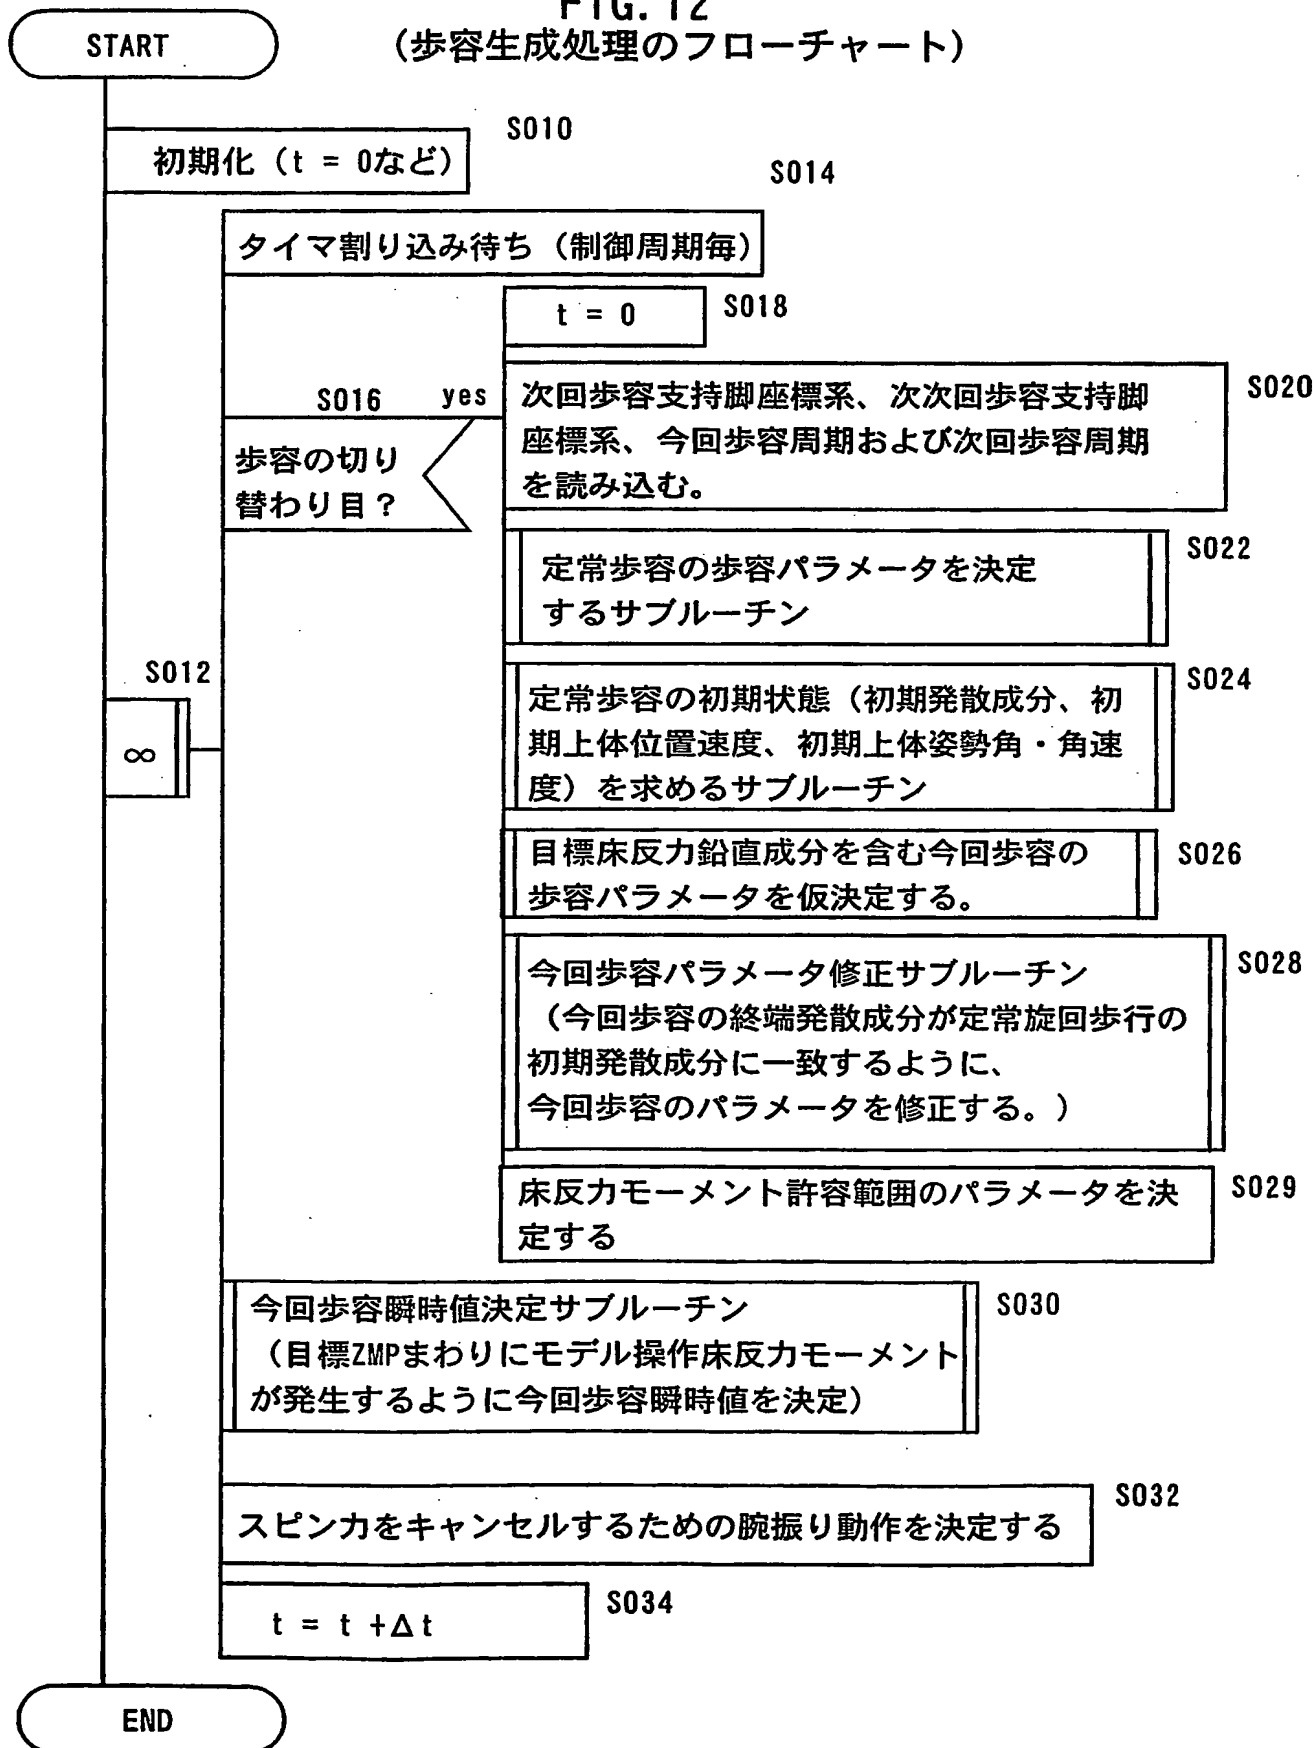 FIG. 12
(歩容生成処理のフローチャート)
START
S010
初期化 (t = 0など)
S014
タイマ割り込み待ち (制御周期毎)
t = 0
S018
S016
yes
歩容の切り
替わり目?
次回歩容支持脚座標系、次次回歩容支持脚
座標系、今回歩容周期および次回歩容周期
を読み込む。
S020
定常歩容の歩容パラメータを決定
するサブルーチン
S022
S012
∞
定常歩容の初期状態 (初期発散成分、初
期上体位置速度、初期上体姿勢角・角速
度) を求めるサブルーチン
S024
目標床反力鉛直成分を含む今回歩容の
歩容パラメータを仮決定する。
S026
今回歩容パラメータ修正サブルーチン
(今回歩容の終端発散成分が定常旋回歩行の
初期発散成分に一致するように、
今回歩容のパラメータを修正する。)
S028
床反力モーメント許容範囲のパラメータを決
定する
S029
今回歩容瞬時値決定サブルーチン
(目標ZMPまわりにモデル操作床反力モーメント
が発生するように今回歩容瞬時値を決定)
S030
スピン力をキャンセルするための腕振り動作を決定する
S032
t = t +Δt
S034
END